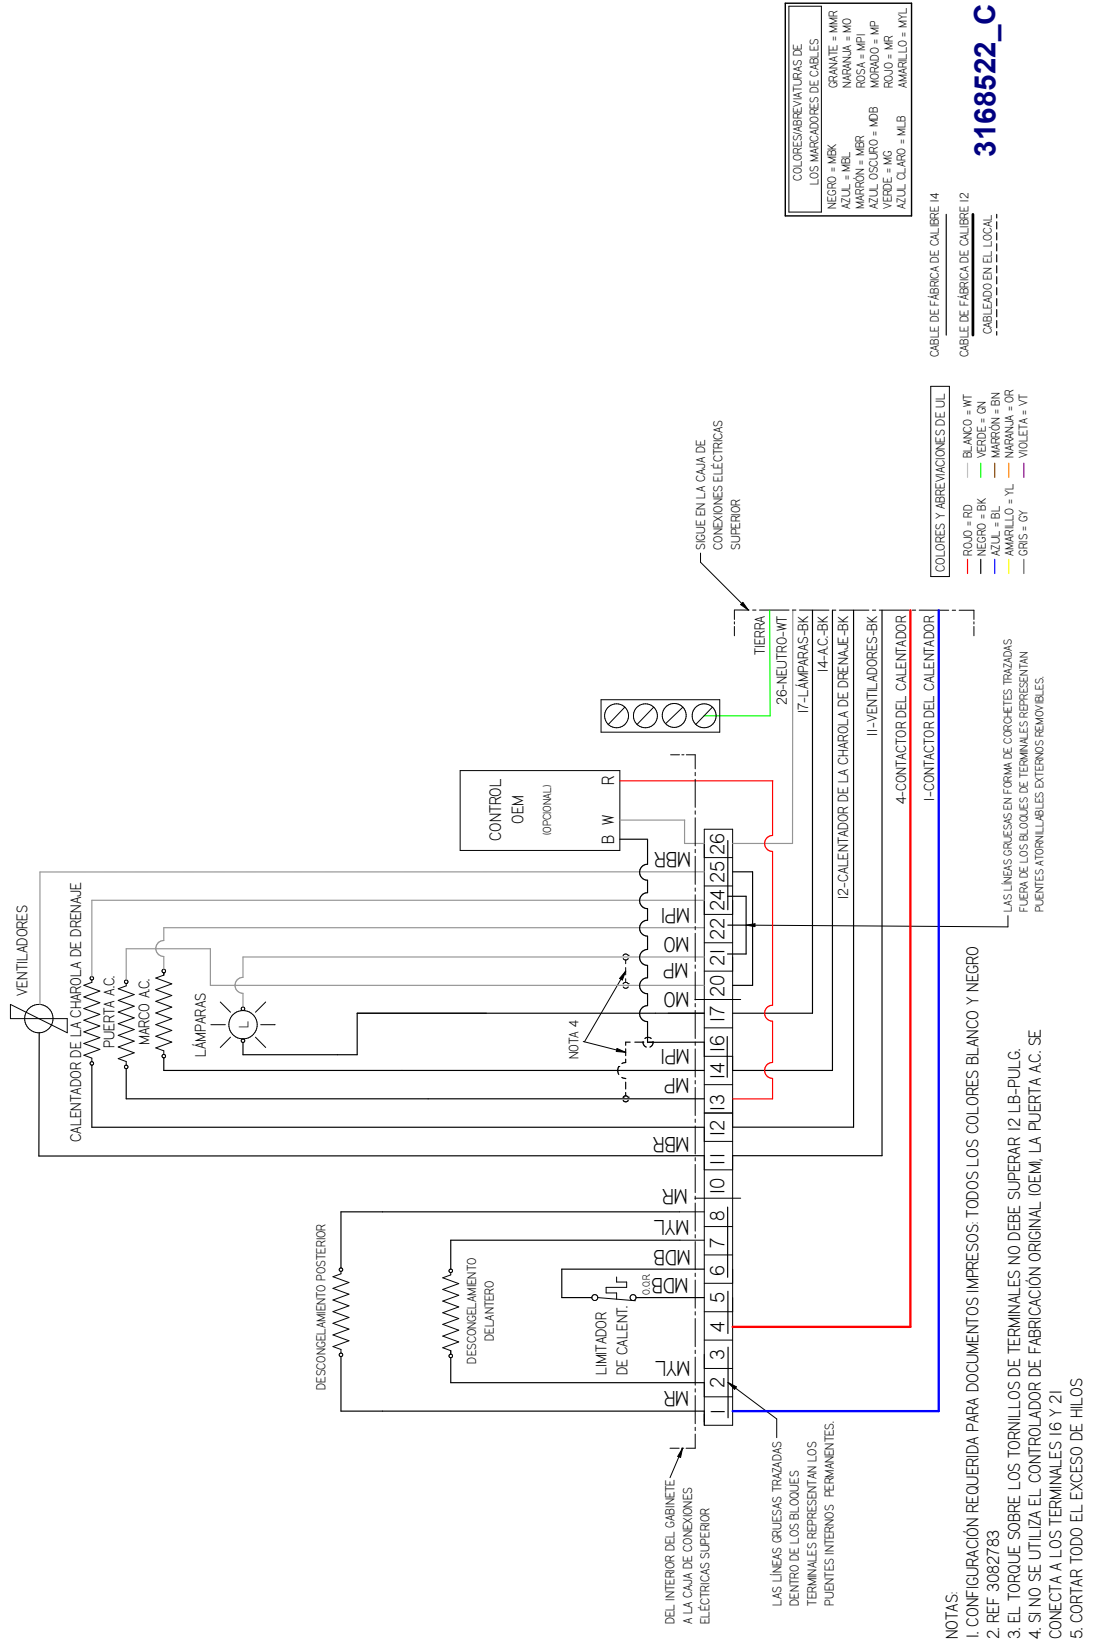 VENTILADORES
CALENTADOR DE LA CHAROLA DE DRENAJE
PUERTA A.C.
MARCO A.C.
LÁMPARAS
L
NOTA 4
CONTROL
OEM
(OPCIONAL)
B W R
DESCONGELAMIENTO POSTERIOR
DESCONGELAMIENTO
DELANTERO
LIMITADOR
DE CALENT.
O.Q.R
MR
MYL
MDB
MDB
MYL
MR
MBR
MP
MPI
MO
MP
MO
MPI
MBR
1 2 3 4 5 6 7 8 10 11 12 13 14 16 17 20 21 22 24 25 26
DEL INTERIOR DEL GABINETE
A LA CAJA DE CONEXIONES
ELÉCTRICAS SUPERIOR
LAS LÍNEAS GRUESAS TRAZADAS
DENTRO DE LOS BLOQUES
TERMINALES REPRESENTAN LOS
PUENTES INTERNOS PERMANENTES.
SIGUE EN LA CAJA DE
CONEXIONES ELÉCTRICAS
SUPERIOR
TIERRA
26-NEUTRO-WT
17-LÁMPARAS-BK
14-A.C.-BK
12-CALENTADOR DE LA CHAROLA DE DRENAJE-BK
11-VENTILADORES-BK
4-CONTACTOR DEL CALENTADOR
1-CONTACTOR DEL CALENTADOR
LAS LÍNEAS GRUESAS EN FORMA DE CORCHETES TRAZADAS
FUERA DE LOS BLOQUES DE TERMINALES REPRESENTAN
PUENTES ATORNILLABLES EXTERNOS REMOVIBLES.
NOTAS:
1. CONFIGURACIÓN REQUERIDA PARA DOCUMENTOS IMPRESOS: TODOS LOS COLORES BLANCO Y NEGRO
2. REF 3082783
3. EL TORQUE SOBRE LOS TORNILLOS DE TERMINALES NO DEBE SUPERAR 12 LB-PULG.
4. SI NO SE UTILIZA EL CONTROLADOR DE FABRICACIÓN ORIGINAL (OEM), LA PUERTA A.C. SE
CONECTA A LOS TERMINALES 16 Y 21
5. CORTAR TODO EL EXCESO DE HILOS
COLORES Y ABREVIACIONES DE UL
ROJO = RD
NEGRO = BK
AZUL = BL
AMARILLO = YL
GRIS = GY
BLANCO = WT
VERDE = GN
MARRÓN = BN
NARANJA = OR
VIOLETA = VT
CABLE DE FÁBRICA DE CALIBRE 14
CABLE DE FÁBRICA DE CALIBRE 12
CABLEADO EN EL LOCAL
COLORES/ABREVIATURAS DE
LOS MARCADORES DE CABLES
NEGRO = MBK
AZUL = MBL
MARRÓN = MBR
AZUL OSCURO = MDB
VERDE = MG
AZUL CLARO = MLB
GRANATE = MMR
NARANJA = MO
ROSA = MPI
MORADO = MP
ROJO = MR
AMARILLO = MYL
3168522_C